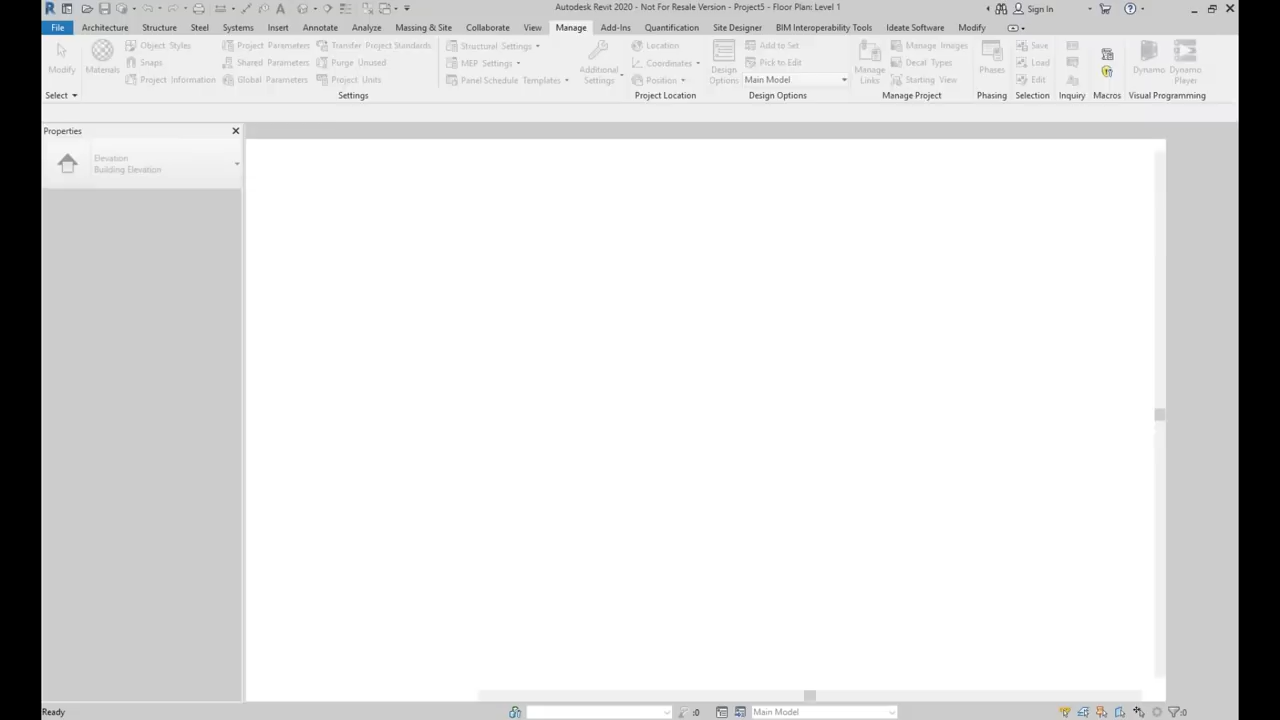 Autodesk Revit 2020 - Not For Resale Version - Project5 - Floor Plan: Level 1
Sign In
File Architecture Structure Steel Systems Insert Annotate Analyze Massing & Site Collaborate View Manage Add-Ins Quantification Site Designer BIM Interoperability Tools Ideate Software Modify
Object Styles Project Parameters Transfer Project Standards Structural Settings Location Add to Set Manage Images Save
Snaps Shared Parameters Purge Unused MEP Settings Coordinates Pick to Edit Decal Types Load
Modify Materials Additional Settings Design Options Manage Links Phases Dynamo Dynamo Player
Project Information Global Parameters Project Units Panel Schedule Templates Position Main Model Starting View Edit
Select Settings Project Location Design Options Manage Project Phasing Selection Inquiry Macros Visual Programming
Properties
Elevation
Building Elevation
Ready :0 Main Model :0